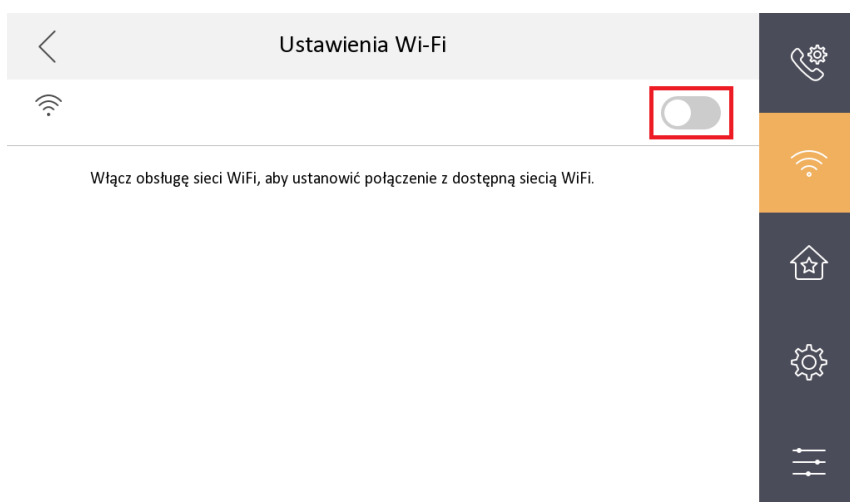 Ustawienia Wi-Fi
Włącz obsługę sieci WiFi, aby ustanowić połączenie z dostępną siecią WiFi.